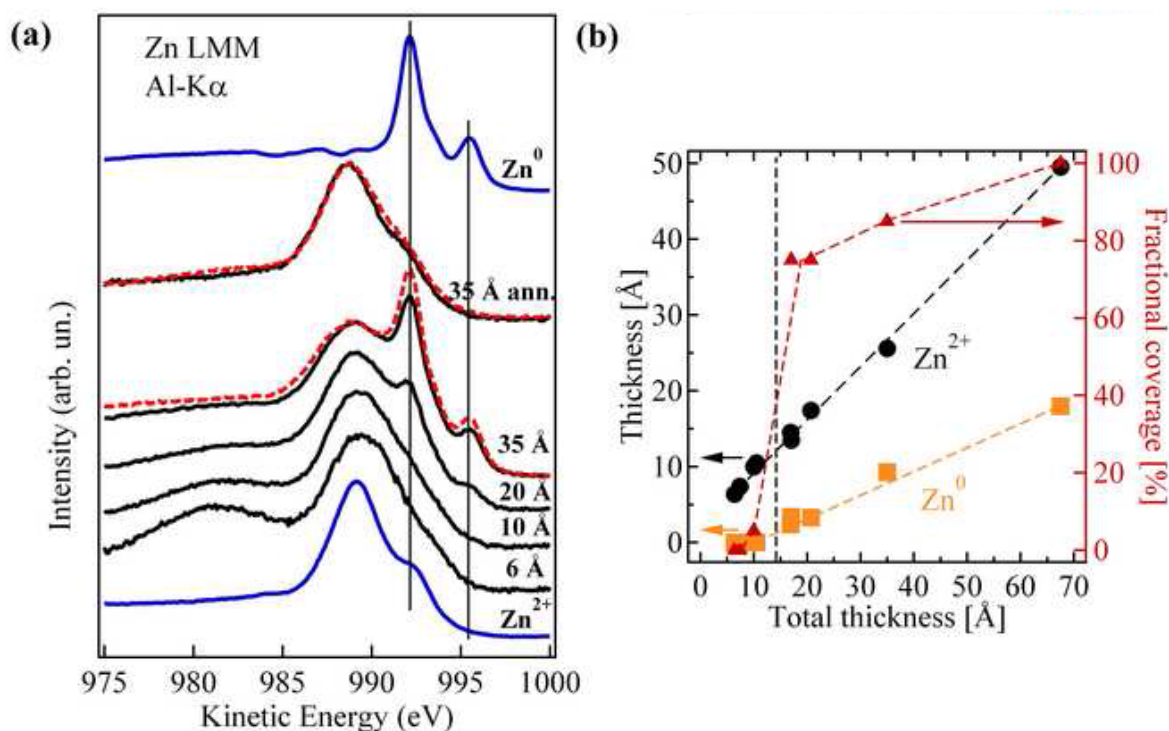 (a)
Zn LMM
Al-Kα
Zn0
35 Å ann.
35 Å
20 Å
10 Å
6 Å
Zn2+
Intensity (arb. un.)
975 980 985 990 995 1000
Kinetic Energy (eV)
(b)
50
40
30
20
10
0
Thickness [Å]
100
80
60
40
20
0
Fractional coverage [%]
Zn2+
Zn0
0 10 20 30 40 50 60 70
Total thickness [Å]